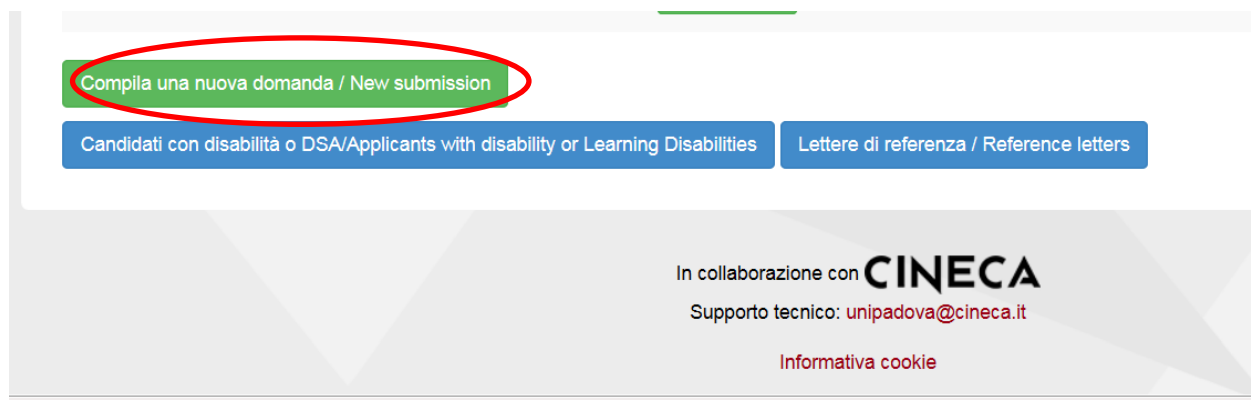 Compila una nuova domanda / New submission
Candidati con disabilità o DSA/Applicants with disability or Learning Disabilities
Lettere di referenza / Reference letters
In collaborazione con CINECA
Supporto tecnico: unipadova@cineca.it
Informativa cookie